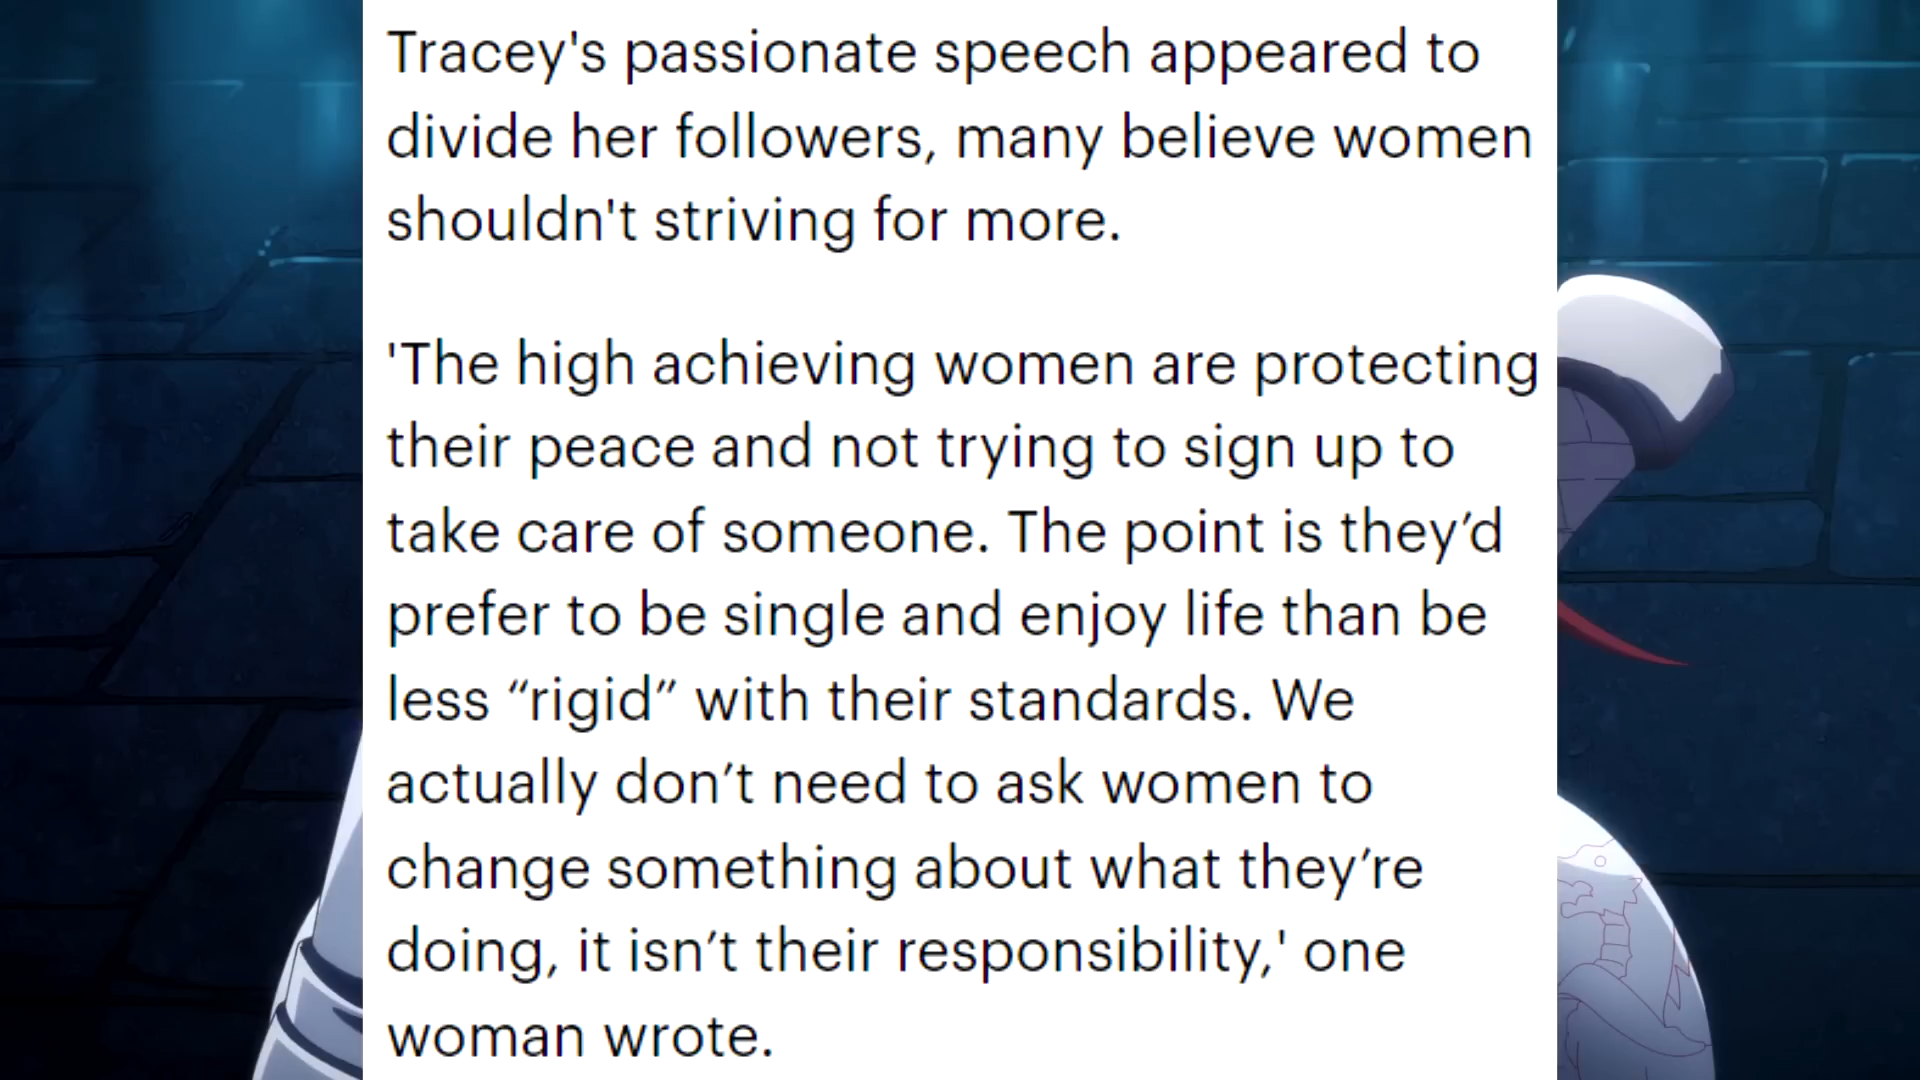 Tracey's passionate speech appeared to
divide her followers, many believe women
shouldn't striving for more.
'The high achieving women are protecting
their peace and not trying to sign up to
take care of someone. The point is they’d
prefer to be single and enjoy life than be
less “rigid” with their standards. We
actually don’t need to ask women to
change something about what they’re
doing, it isn’t their responsibility,' one
woman wrote.